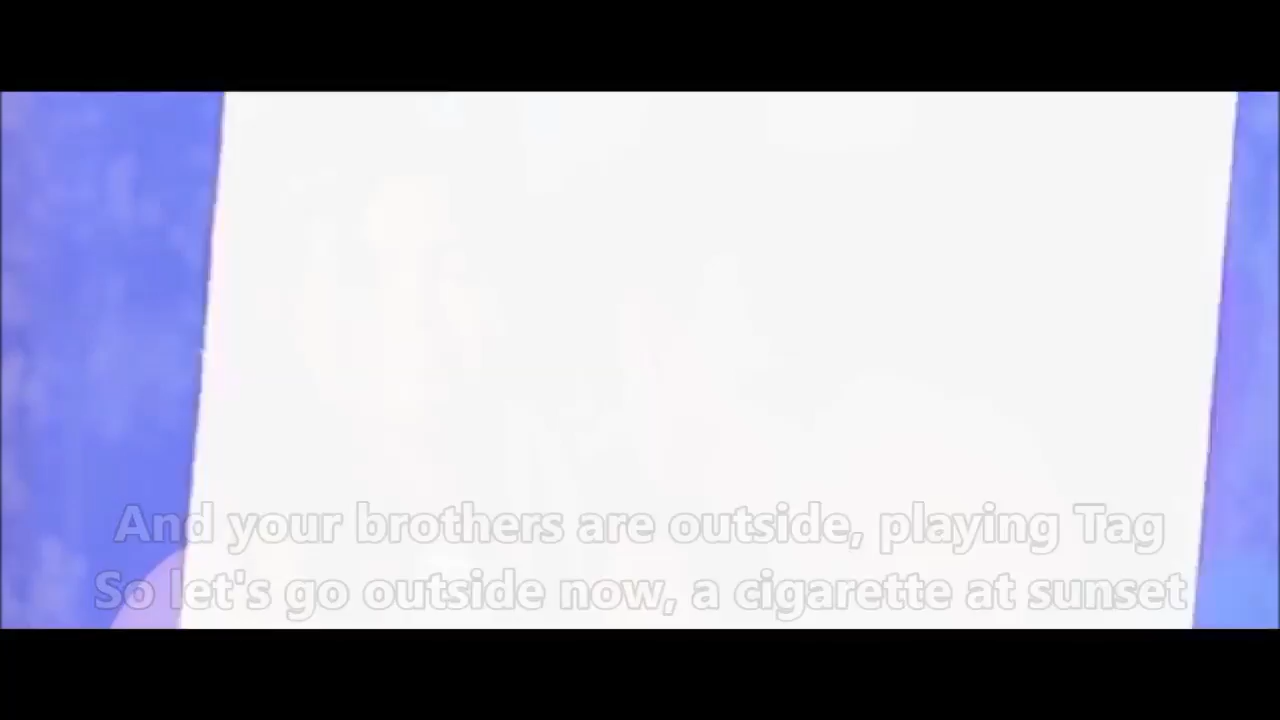 And your brothers are outside, playing Tag
So let's go outside now, a cigarette at sunset